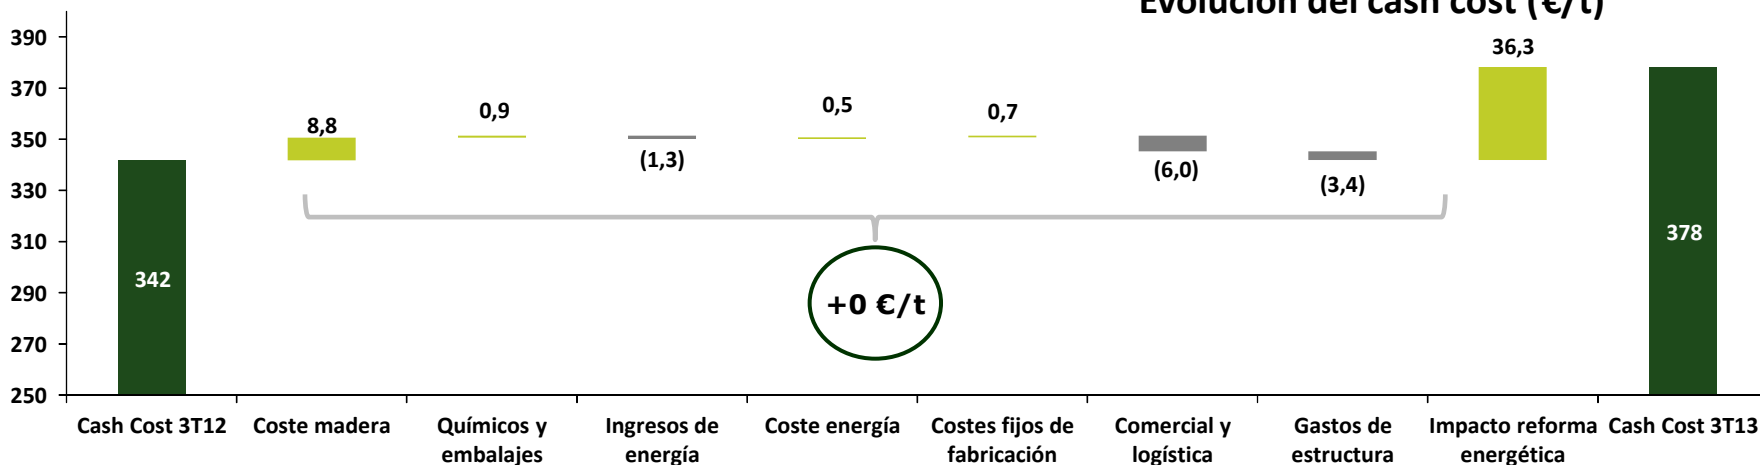 Evolución del cash cost (€/t)
390
370
350
330
310
290
270
250
342
8,8
0,9
(1,3)
0,5
0,7
(6,0)
(3,4)
36,3
378
+0 €/t
Cash Cost 3T12
Coste madera
Químicos y
embalajes
Ingresos de
energía
Coste energía
Costes fijos de
fabricación
Comercial y
logística
Gastos de
estructura
Impacto reforma
energética
Cash Cost 3T13